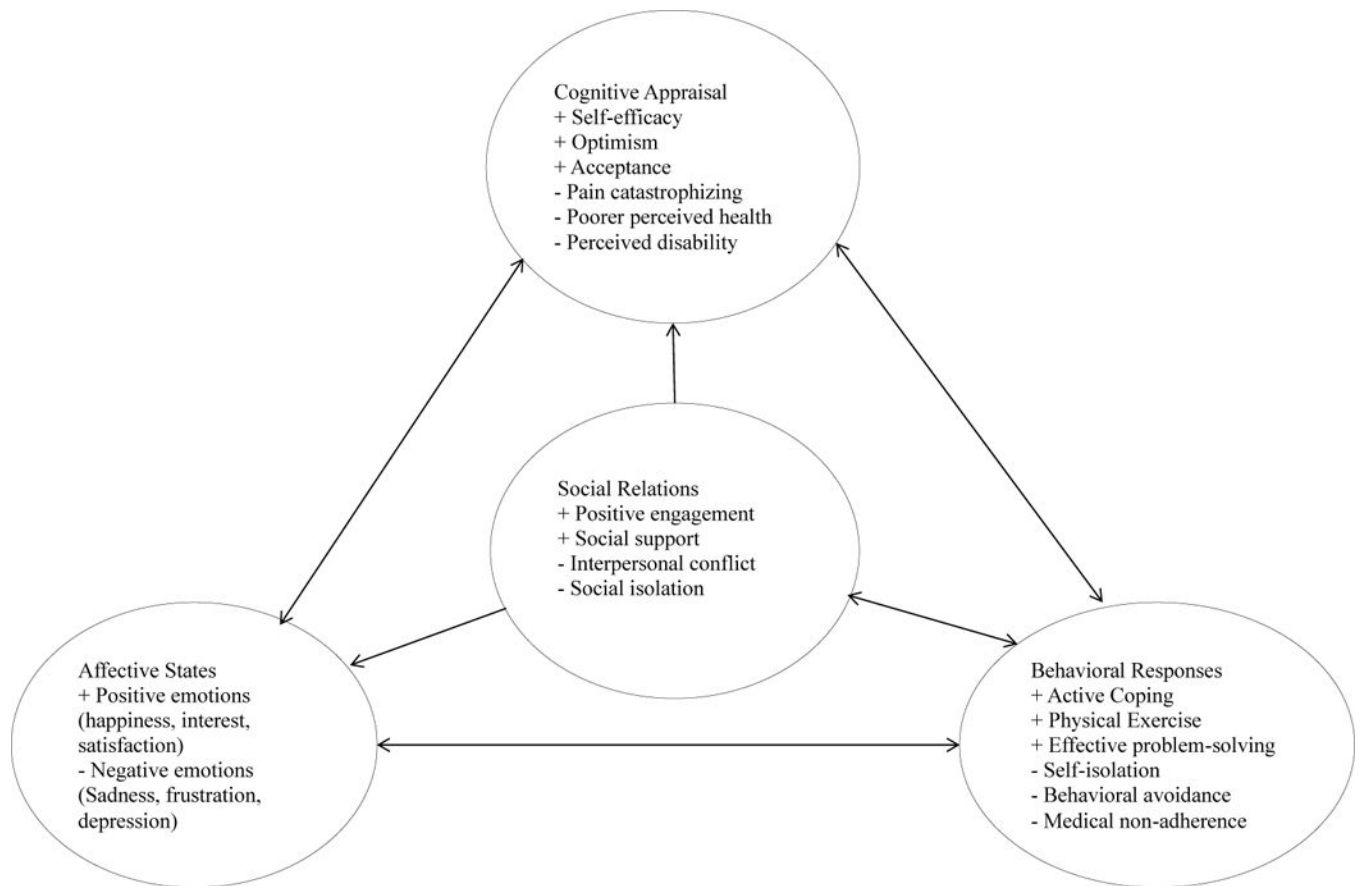 Cognitive Appraisal
+ Self-efficacy
+ Optimism
+ Acceptance
- Pain catastrophizing
- Poorer perceived health
- Perceived disability
Social Relations
+ Positive engagement
+ Social support
- Interpersonal conflict
- Social isolation
Affective States
+ Positive emotions
(happiness, interest,
satisfaction)
- Negative emotions
(Sadness, frustration,
depression)
Behavioral Responses
+ Active Coping
+ Physical Exercise
+ Effective problem-solving
- Self-isolation
- Behavioral avoidance
- Medical non-adherence